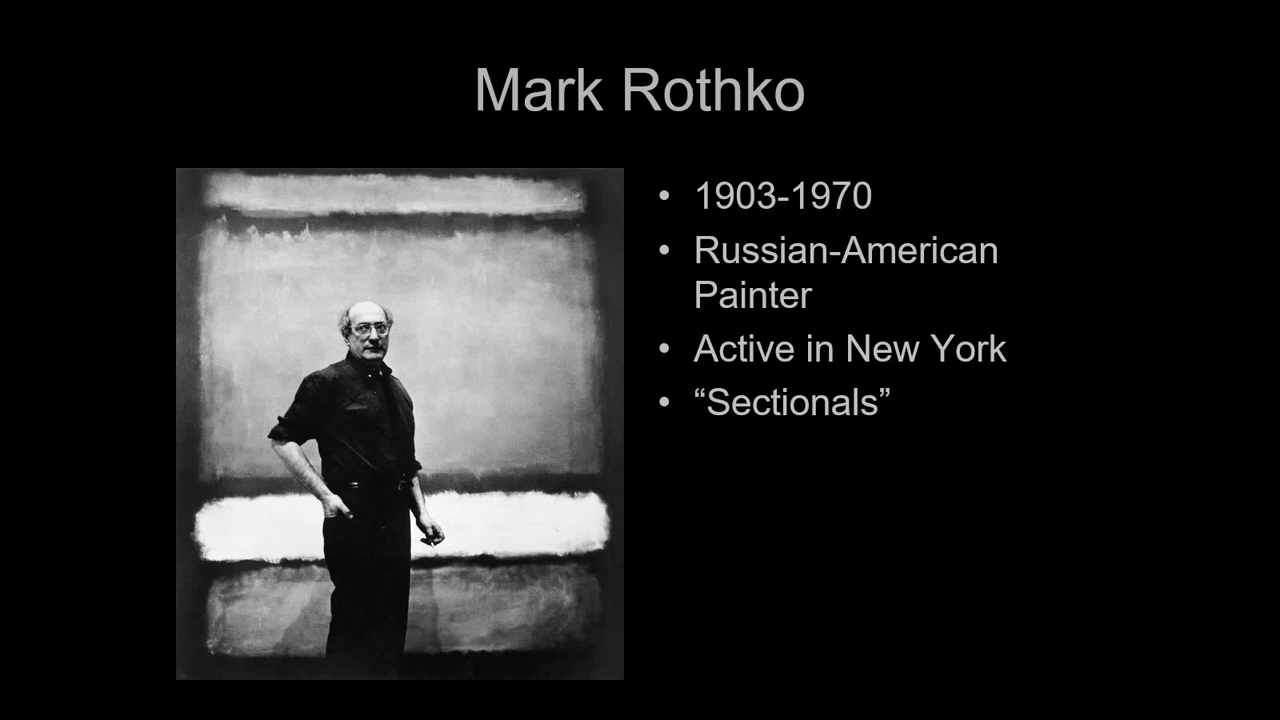 Mark Rothko
• 1903-1970
• Russian-American
Painter
• Active in New York
• “Sectionals”